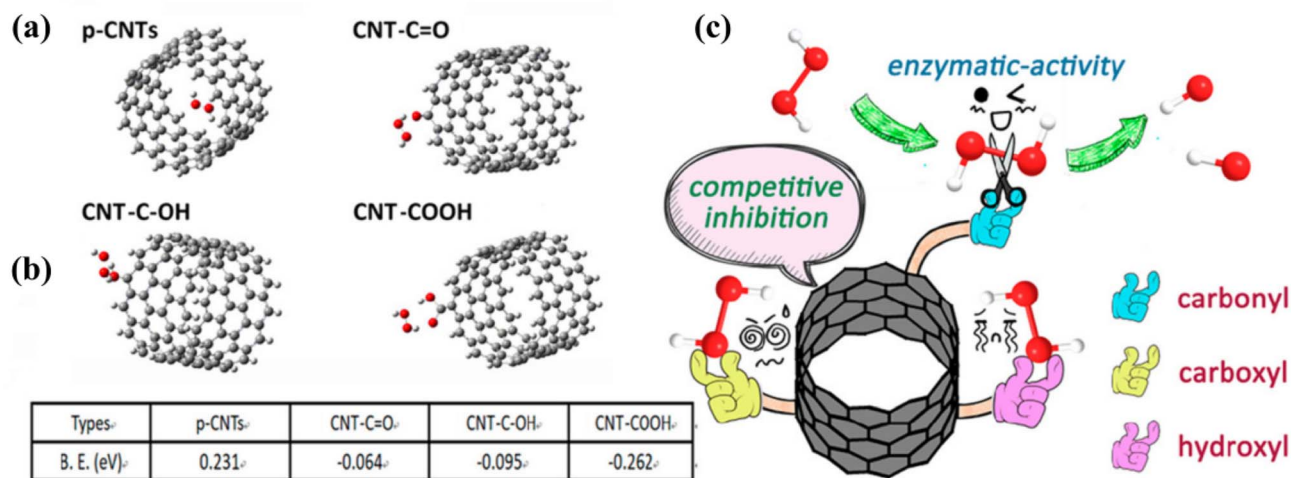 (a)
p-CNTs
CNT-C=O
CNT-C-OH
CNT-COOH
(b)
Types p-CNTs CNT-C=O CNT-C-OH CNT-COOH
B. E. (eV) 0.231 -0.064 -0.095 -0.262
(c)
enzymatic-activity
competitive
inhibition
carbonyl
carboxyl
hydroxyl